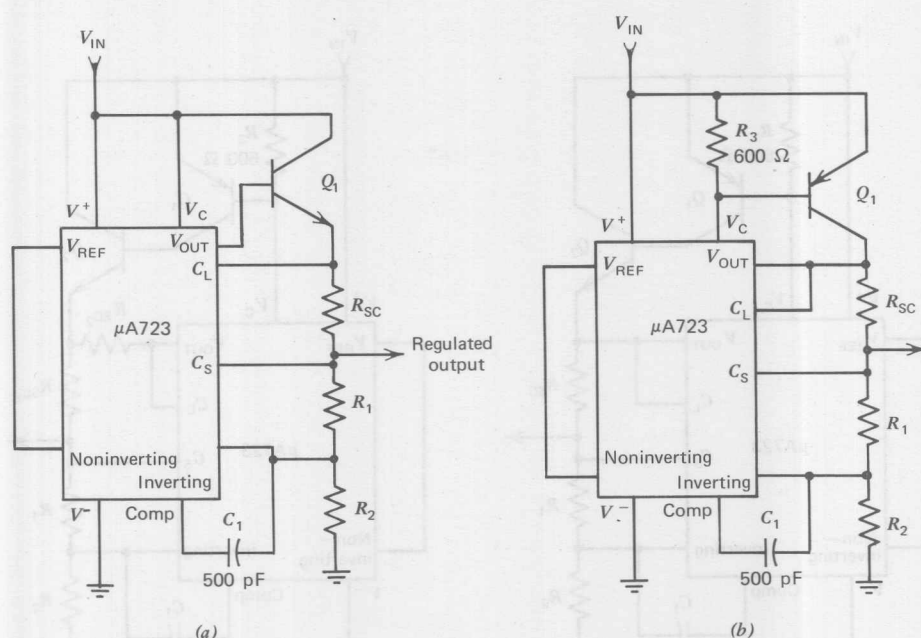 V_IN
Q₁
V⁺
V_C
V_REF
V_OUT
C_L
R_SC
μA723
C_S
Regulated
output
R₁
Noninverting
Inverting
R₂
V⁻
Comp
C₁
500 pF
(a)
V_IN
R₃
600 Ω
Q₁
V_C
V_REF
V_OUT
R_SC
C_L
μA723
C_S
R₁
Noninverting
Inverting
V⁻
Comp
C₁
R₂
500 pF
(b)
V⁺